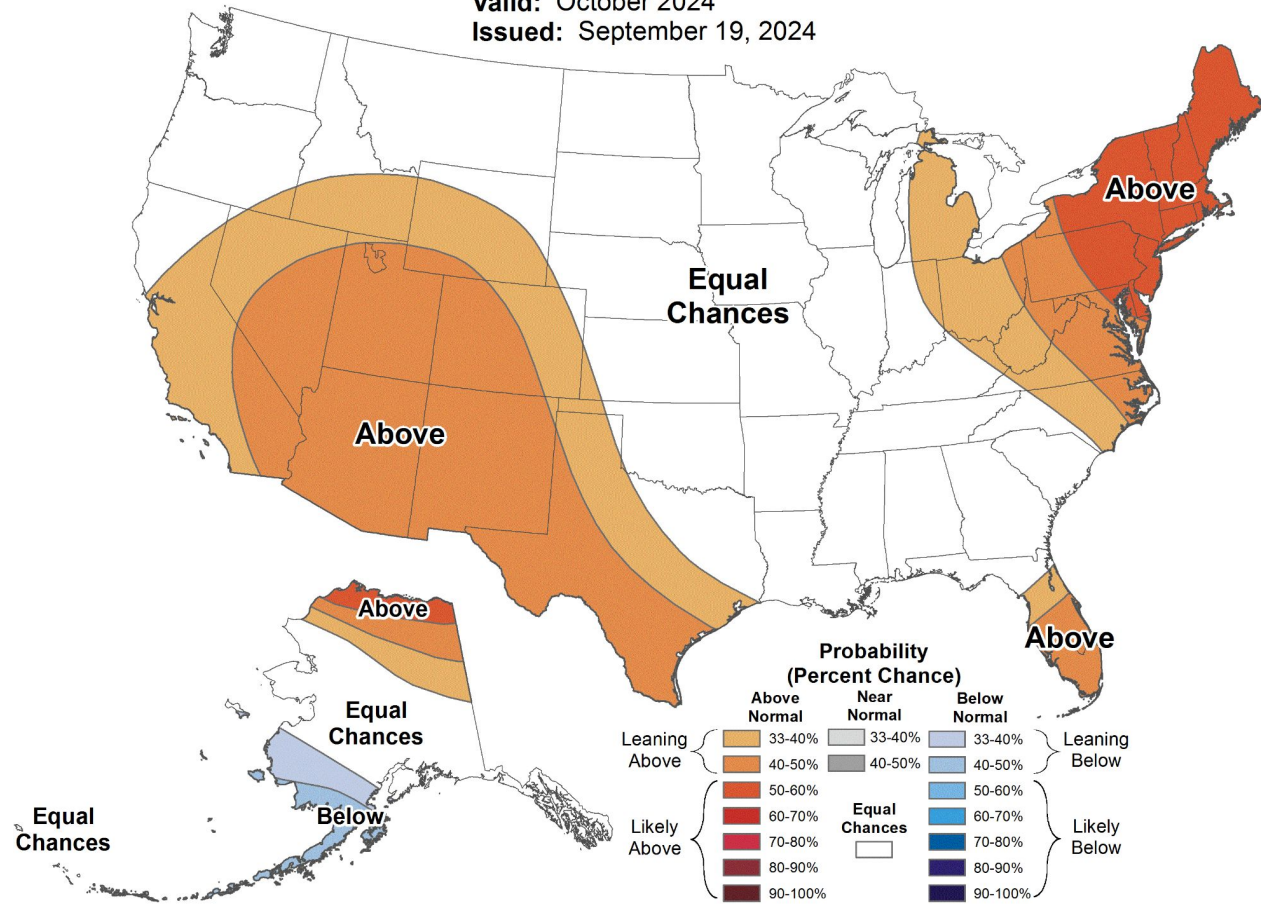 Valid: October 2024
Issued: September 19, 2024
Above
Equal
Chances
Above
Above
Above
Equal
Chances
Below
Equal
Chances
Probability
(Percent Chance)
Above
Normal
Near
Normal
Below
Normal
Leaning
Above
33-40%
33-40%
33-40%
Leaning
Below
40-50%
40-50%
40-50%
Likely
Above
50-60%
60-70%
70-80%
80-90%
90-100%
Equal
Chances
50-60%
60-70%
70-80%
80-90%
90-100%
Likely
Below